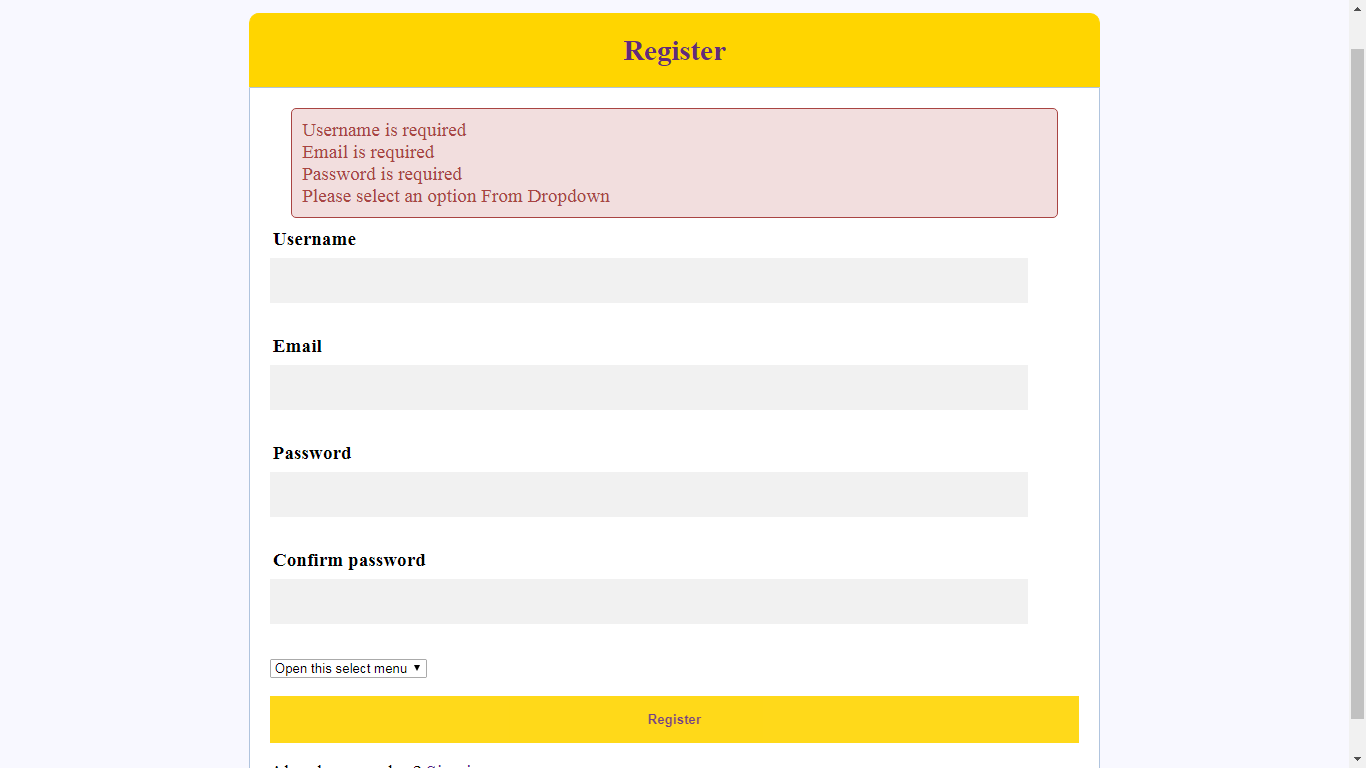 Register
Username is required
Email is required
Password is required
Please select an option From Dropdown
Username
Email
Password
Confirm password
Open this select menu
Register